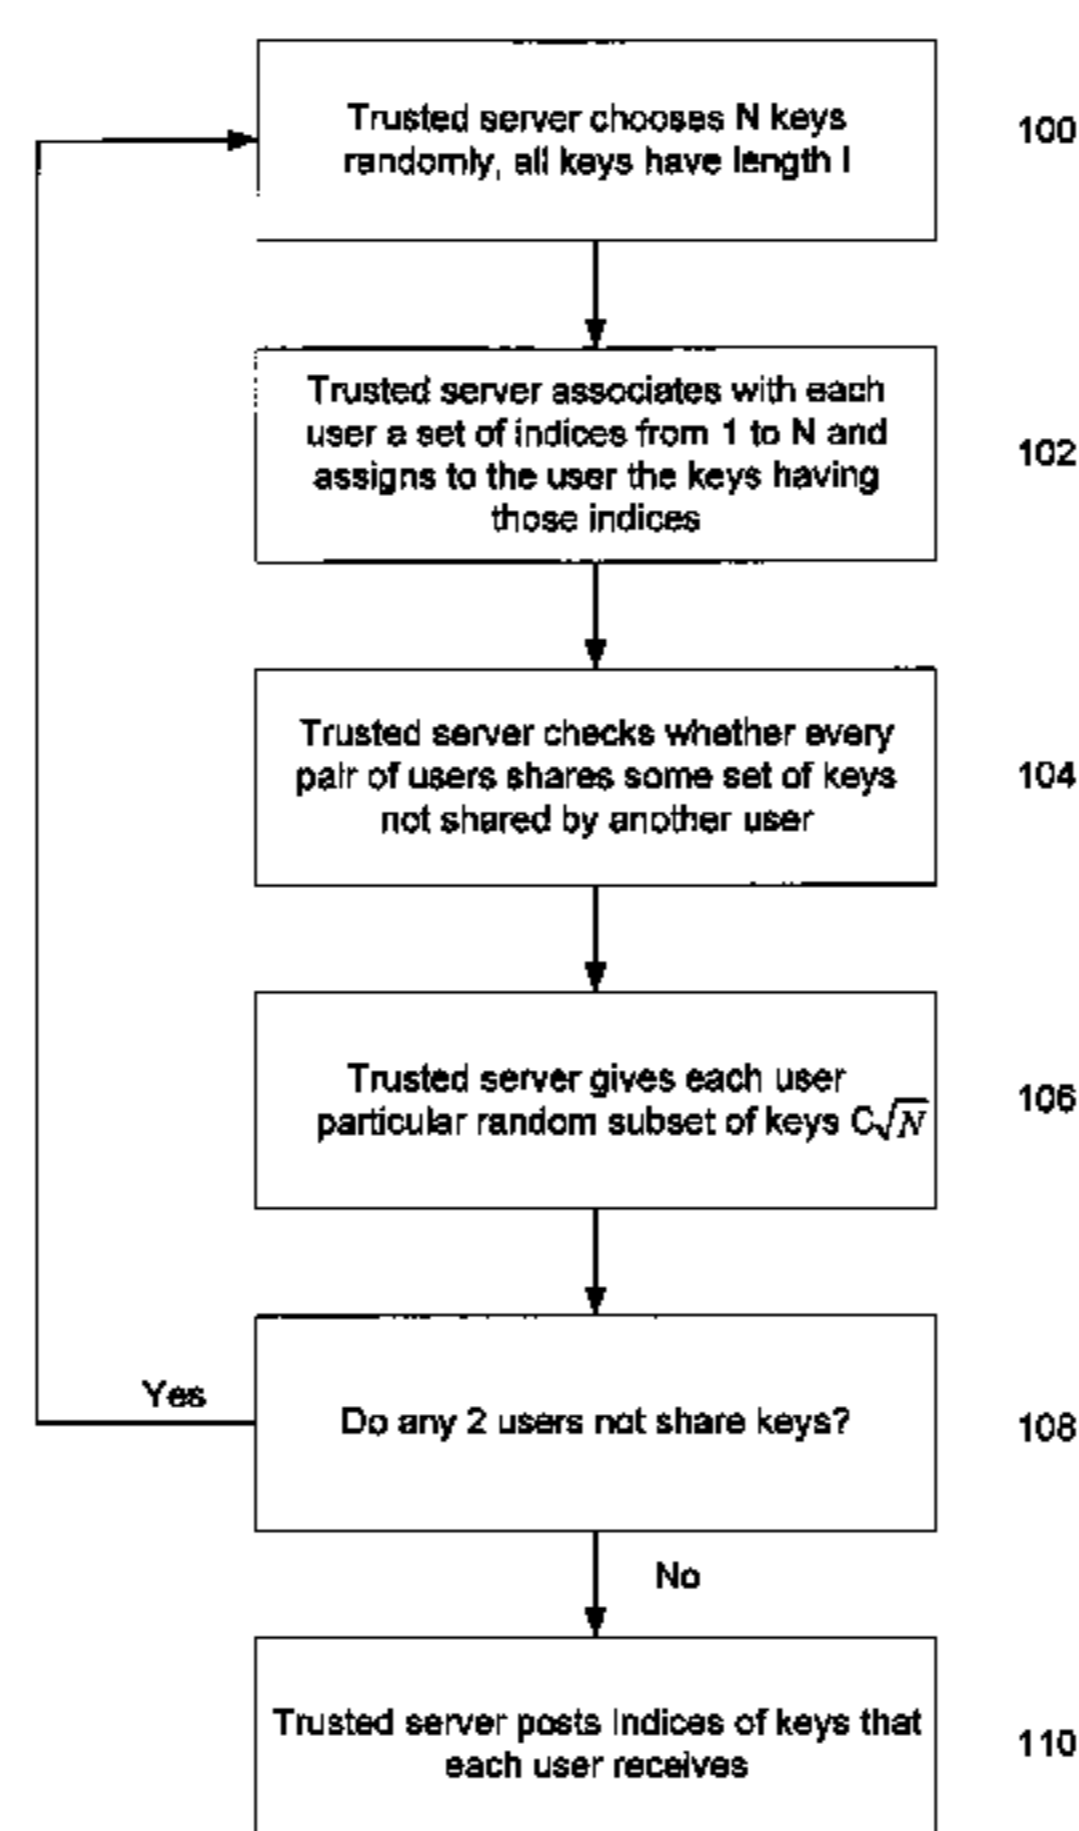 Trusted server chooses N keys
randomly, all keys have length l
100
Trusted server associates with each
user a set of indices from 1 to N and
assigns to the user the keys having
those indices
102
Trusted server checks whether every
pair of users shares some set of keys
not shared by another user
104
Trusted server gives each user
particular random subset of keys C√N
106
Yes
Do any 2 users not share keys?
108
No
Trusted server posts indices of keys that
each user receives
110